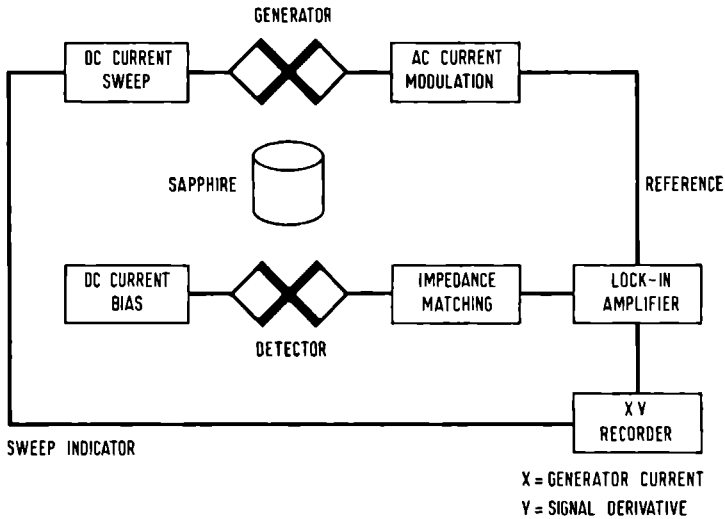 GENERATOR
DC CURRENT
SWEEP
AC CURRENT
MODULATION
SAPPHIRE
REFERENCE
DC CURRENT
BIAS
IMPEDANCE
MATCHING
LOCK-IN
AMPLIFIER
DETECTOR
X Y
RECORDER
SWEEP INDICATOR
X = GENERATOR CURRENT
Y = SIGNAL DERIVATIVE